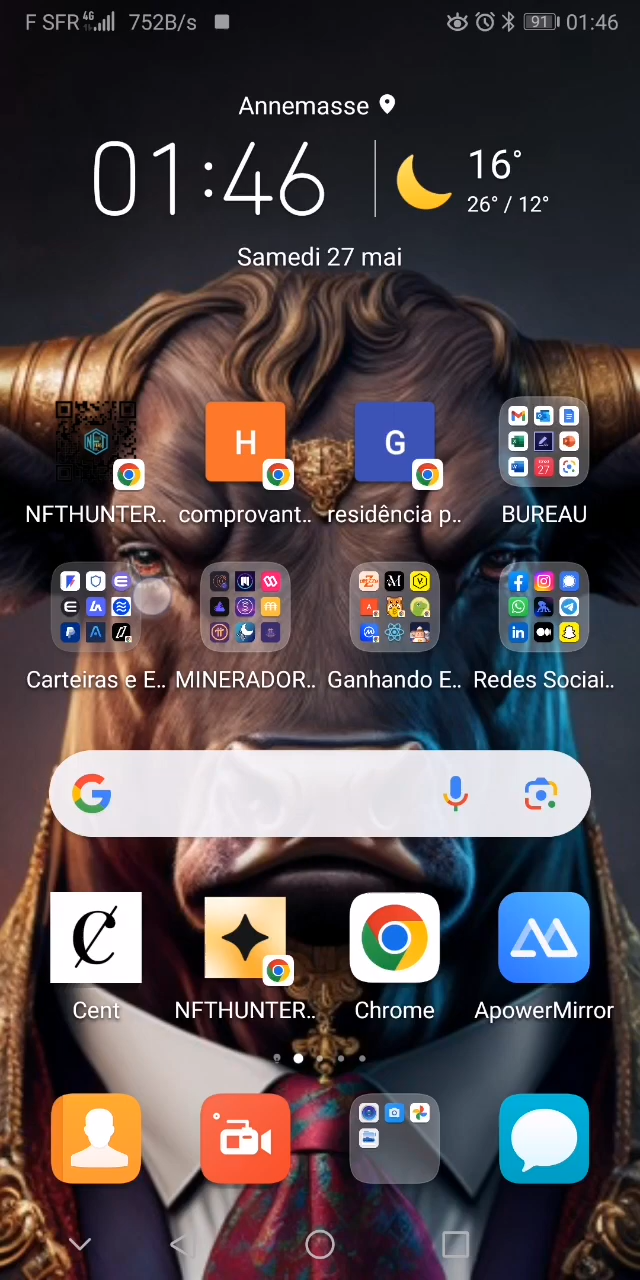 F SFR 4G 752B/s 91 01:46
Annemasse
01:46 16°
26° / 12°
Samedi 27 mai
H G
NFTHUNTER.. comprovant.. residência p.. BUREAU
Carteiras e E.. MINERADOR.. Ganhando E.. Redes Sociai..
Cent NFTHUNTER.. Chrome ApowerMirror